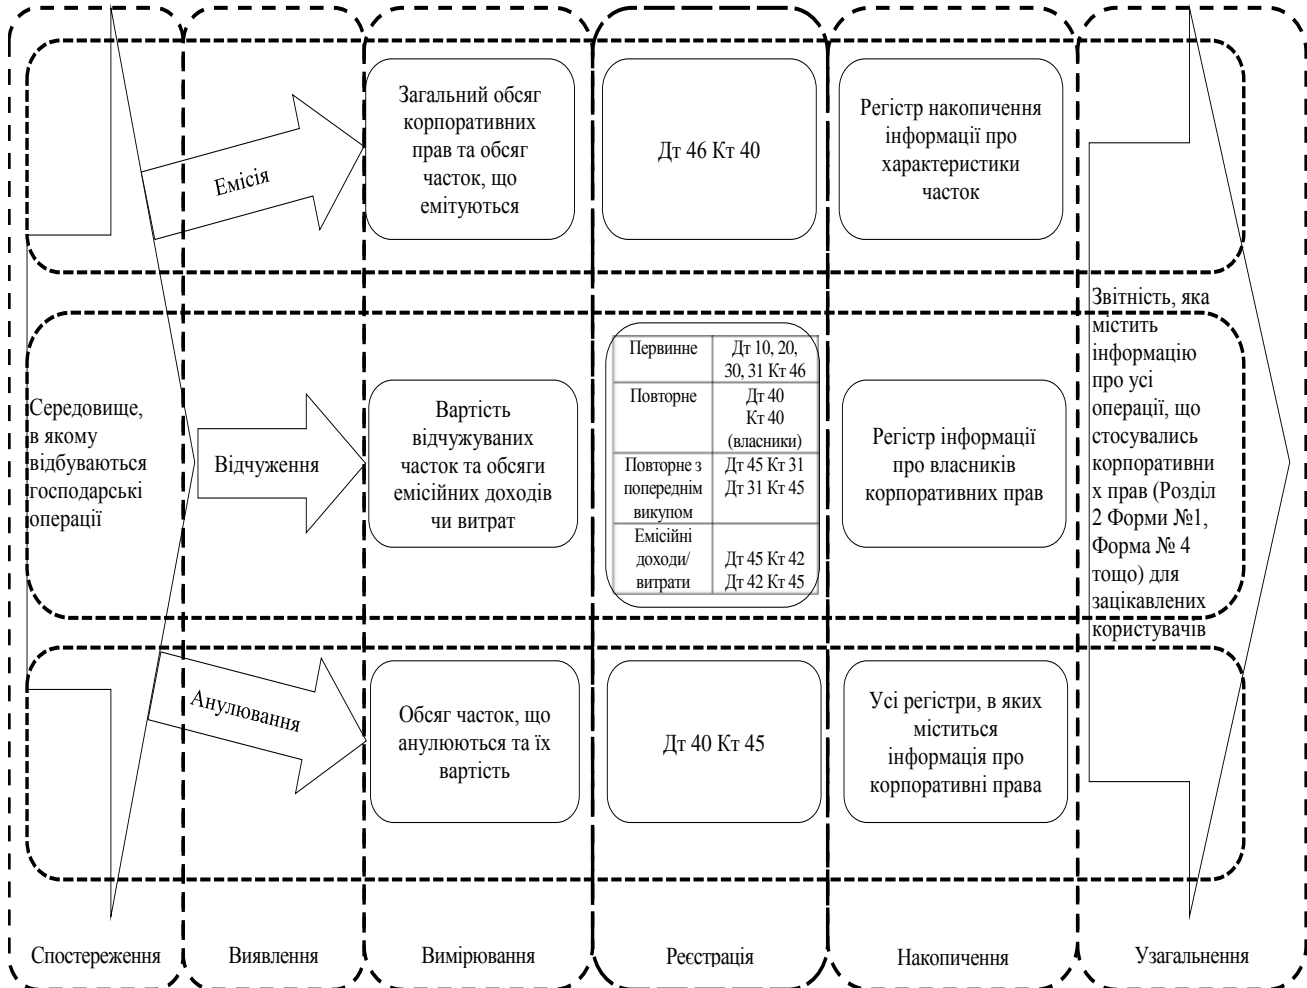 Загальний обсяг
корпоративних
прав та обсяг
часток, що
емітуються
Дт 46 Кт 40
Регістр накопичення
інформації про
характеристики
часток
Емісія
Середовище,
в якому
відбуваються
господарські
операції
Відчуження
Вартість
відчужуваних
часток та обсяги
емісійних доходів
чи витрат
Первинне
Дт 10, 20,
30, 31 Кт 46
Повторне
Дт 40
Кт 40
(власники)
Повторне з
попереднім
викупом
Дт 45 Кт 31
Дт 31 Кт 45
Емісійні
доходи/
витрати
Дт 45 Кт 42
Дт 42 Кт 45
Регістр інформації
про власників
корпоративних прав
Звітність, яка
містить
інформацію
про усі
операції, що
стосувались
корпоративни
х прав (Розділ
2 Форми №1,
Форма № 4
тощо) для
зацікавлених
користувачів
Анулювання
Обсяг часток, що
анулюються та їх
вартість
Дт 40 Кт 45
Усі регістри, в яких
міститься
інформація про
корпоративні права
Спостереження
Виявлення
Вимірювання
Реєстрація
Накопичення
Узагальнення